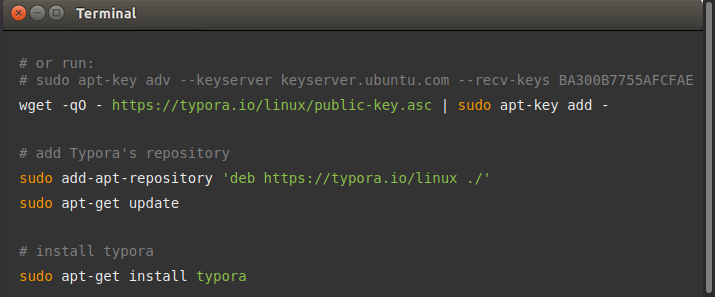 Terminal
# or run:
# sudo apt-key adv --keyserver keyserver.ubuntu.com --recv-keys BA300B7755AFCFAE
wget -qO - https://typora.io/linux/public-key.asc | sudo apt-key add -
# add Typora's repository
sudo add-apt-repository 'deb https://typora.io/linux ./'
sudo apt-get update
# install typora
sudo apt-get install typora